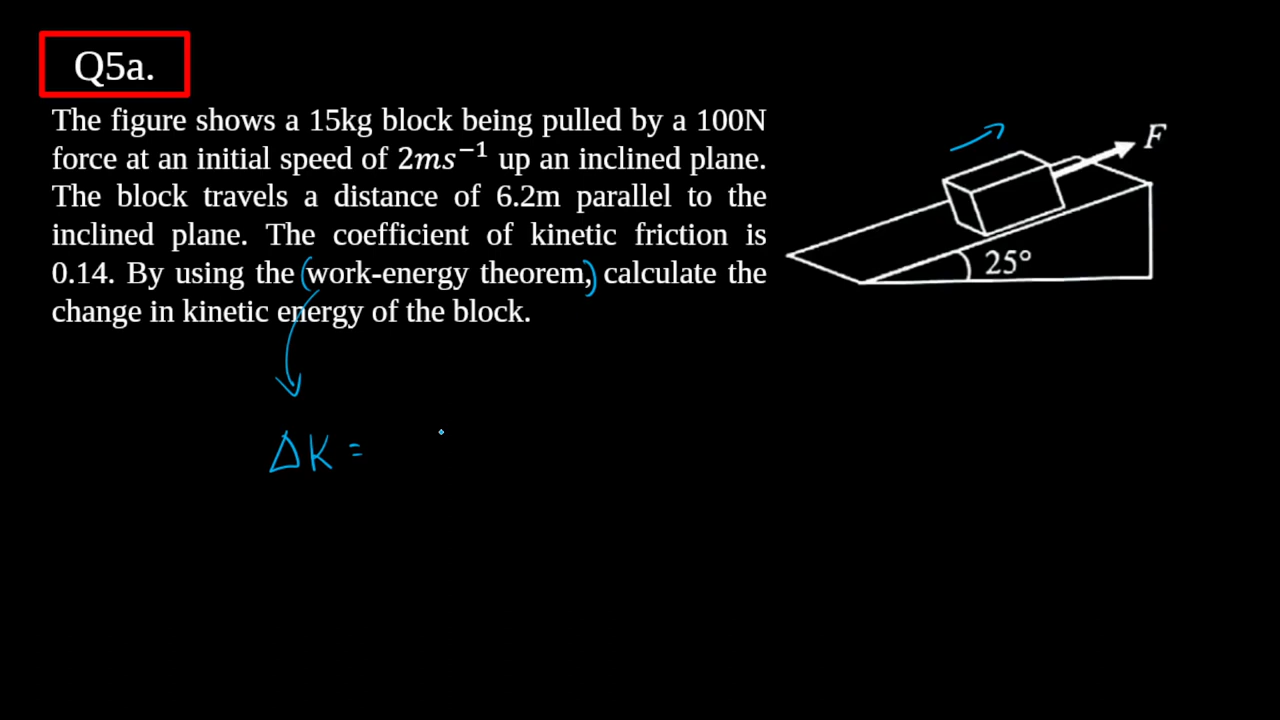 Q5a.
The figure shows a 15kg block being pulled by a 100N
force at an initial speed of 2ms⁻¹ up an inclined plane.
The block travels a distance of 6.2m parallel to the
inclined plane. The coefficient of kinetic friction is
0.14. By using the (work-energy theorem,) calculate the
change in kinetic energy of the block.
F
25°
ΔK =